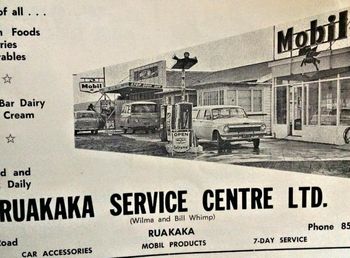 of all . . .
Foods
ries
ables
☆
Bar Dairy
Cream
☆
d and
Daily
Mobil
Mobil
OPEN
RUAKAKA SERVICE CENTRE LTD.
(Wilma and Bill Whimp)
Road
RUAKAKA
Phone 85
CAR ACCESSORIES
MOBIL PRODUCTS
7-DAY SERVICE